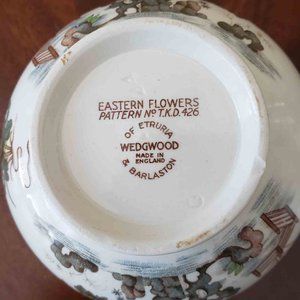 EASTERN FLOWERS
PATTERN Nº T.K.D. 426
OF ETRURIA
WEDGWOOD
MADE IN
ENGLAND
& BARLASTON